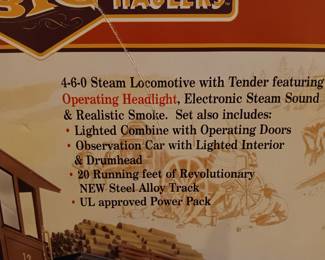 BIG
HAULERS
4-6-0 Steam Locomotive with Tender featuring
Operating Headlight, Electronic Steam Sound
& Realistic Smoke. Set also includes:
• Lighted Combine with Operating Doors
• Observation Car with Lighted Interior
& Drumhead
• 20 Running feet of Revolutionary
NEW Steel Alloy Track
• UL approved Power Pack
12